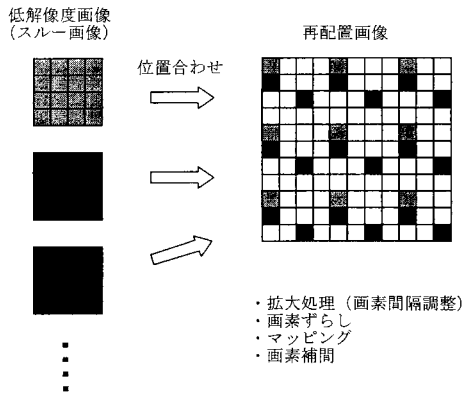 低解像度画像
(スルー画像)
位置合わせ
再配置画像
・拡大処理(画素間隔調整)
・画素ずらし
・マッピング
・画素補間